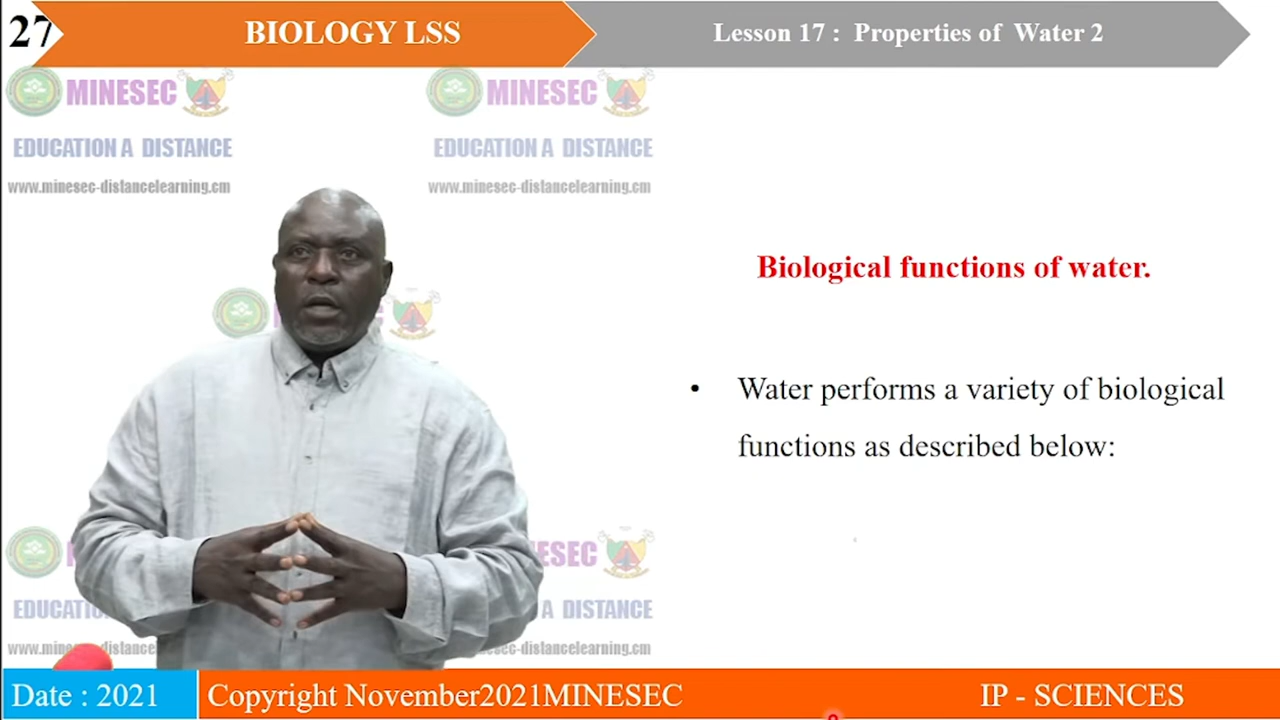 27
BIOLOGY LSS
Lesson 17 : Properties of Water 2
MINESEC
EDUCATION A DISTANCE
www.minesec-distancelearning.cm
MINESEC
EDUCATION A DISTANCE
www.minesec-distancelearning.cm
Biological functions of water.
• Water performs a variety of biological
functions as described below:
Date : 2021
Copyright November2021MINESEC
IP - SCIENCES